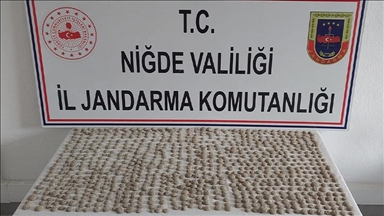 T.C.
NİĞDE VALİLİĞİ
İL JANDARMA KOMUTANLIĞI